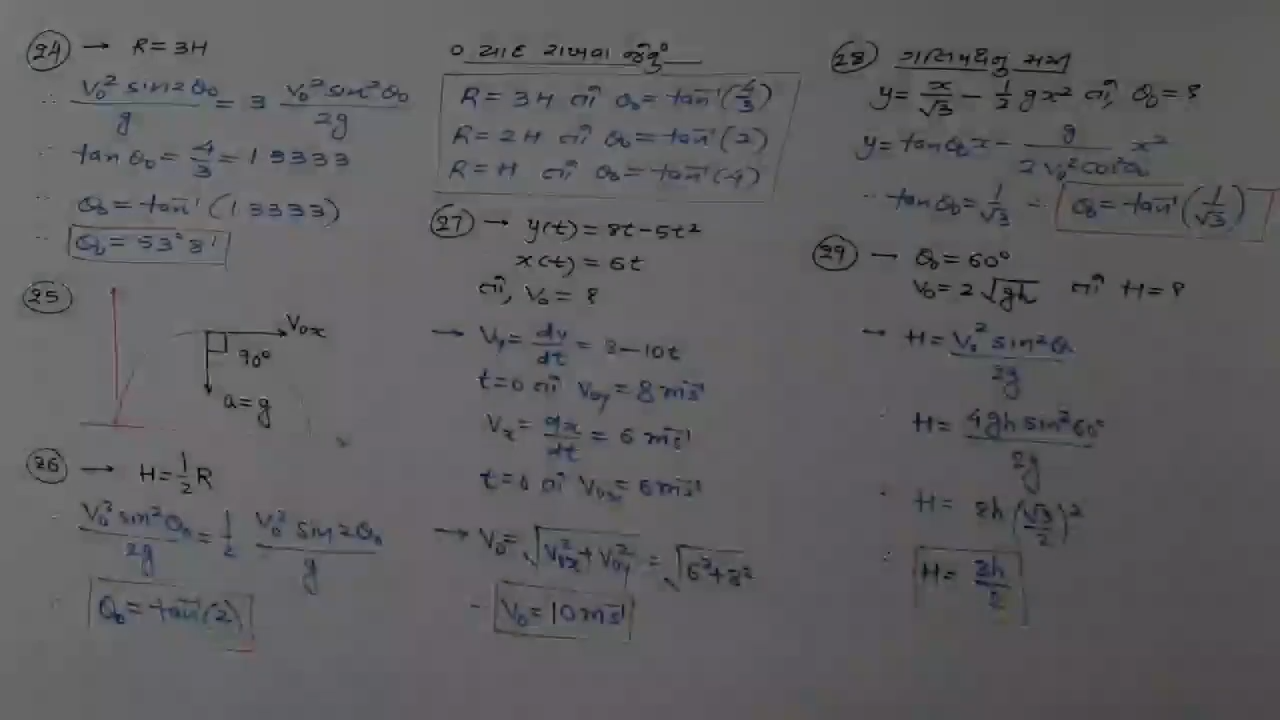 (24) → R = 3H
∴ V₀² sin2θ₀ / g = 3 V₀² sin²θ₀ / 2g
∴ tan θ₀ = 4/3 = 1.3333
∴ θ₀ = tan⁻¹ (1.3333)
∴ θ₀ = 53°8'
(25)
V₀x
90°
a = g
(26) → H = 1/2 R
∴ V₀² sin²θ₀ / 2g = 1/2 V₀² sin2θ₀ / g
∴ θ₀ = tan⁻¹(2)
૦ યાદ રાખવા જેવું ૦
R = 3H તો θ₀ = tan⁻¹(4/3)
R = 2H તો θ₀ = tan⁻¹(2)
R = H તો θ₀ = tan⁻¹(4)
(27) → y(t) = 8t − 5t²
x(t) = 6t
તો, V₀ = ?
→ Vy = dy/dt = 8 − 10t
t = 0 તો V₀y = 8 ms⁻¹
Vx = dx/dt = 6 ms⁻¹
t = 0 તો V₀x = 6 ms⁻¹
→ V₀ = √(V₀x² + V₀y²) = √(6² + 8²)
∴ V₀ = 10 ms⁻¹
(28) ગતિપથનું સમી
y = x/√3 − 1/2 gx² તો, θ₀ = ?
y = tanθ₀x − g / 2V₀²cos²θ₀ x²
∴ tanθ₀ = 1/√3 ∴ θ₀ = tan⁻¹(1/√3)
(29) → θ₀ = 60°
V₀ = 2√gh તો H = ?
→ H = V₀² sin²θ₀ / 2g
∴ H = 4gh sin²60° / 2g
∴ H = 2h (√3/2)²
∴ H = 3h/2